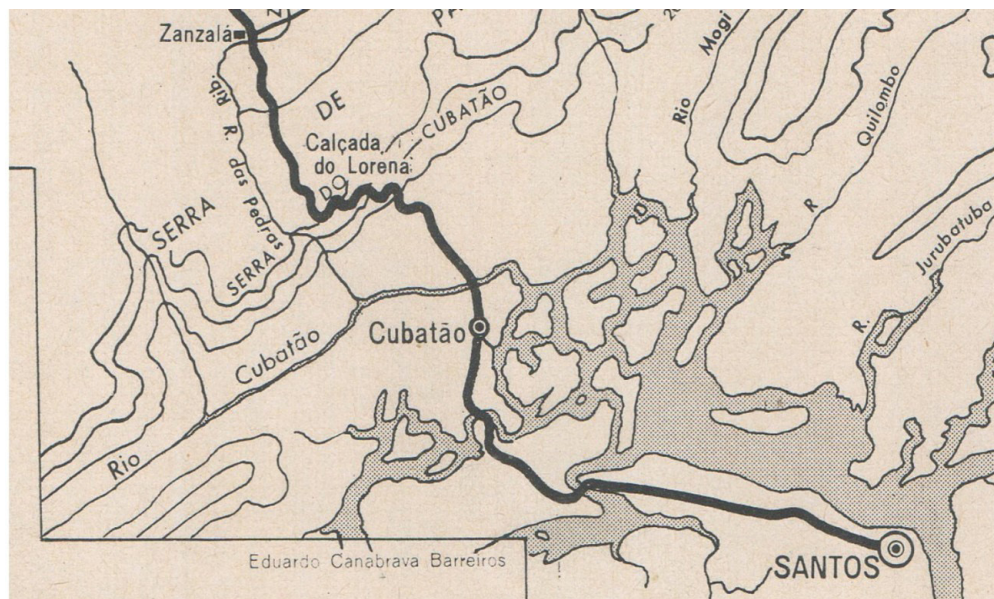 Zanzalá
Rib.
R. das Pedras
DE
CUBATÃO
Calçada
do Lorena
DO
SERRA
SERRA
Cubatão
Cubatão
Rio
Rio
Mogi
R
Quilombo
R.
Jurubatuba
SANTOS
Eduardo Canabrava Barreiros